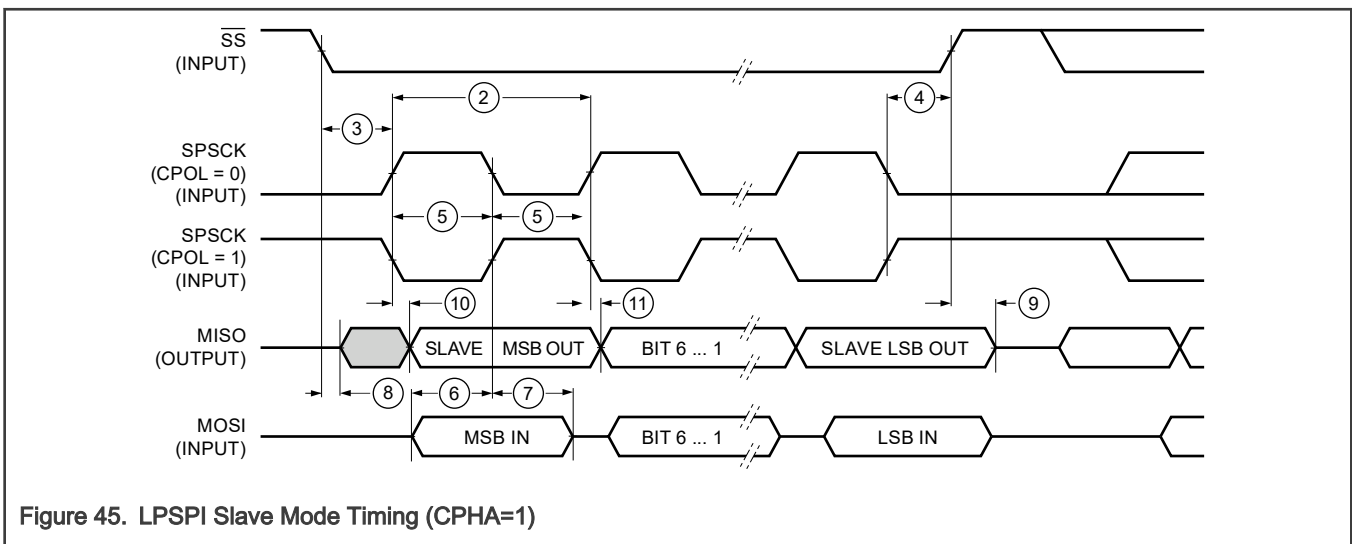 SS
(INPUT)
2
4
3
SPSCK
(CPOL = 0)
(INPUT)
5 5
SPSCK
(CPOL = 1)
(INPUT)
10 11 9
MISO
(OUTPUT)
SLAVE MSB OUT BIT 6 ... 1 SLAVE LSB OUT
8 6 7
MOSI
(INPUT)
MSB IN BIT 6 ... 1 LSB IN
Figure 45. LPSPI Slave Mode Timing (CPHA=1)